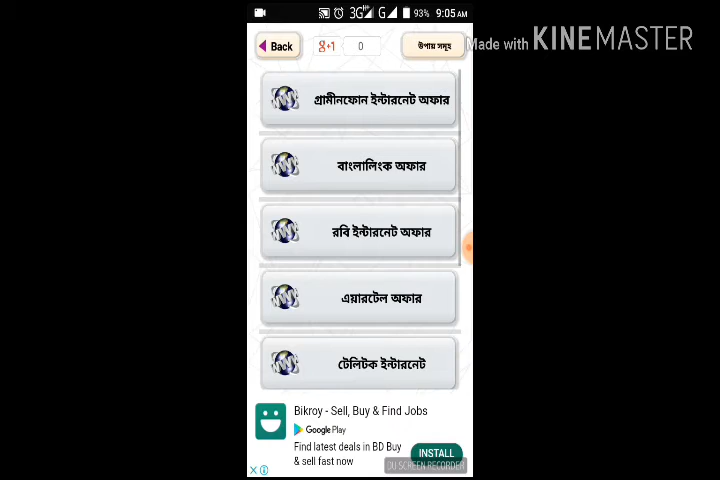 3G H+ G 93% 9:05 AM
Back g+1 0 উপায় সমূহ
Made with KINEMASTER
গ্রামীনফোন ইন্টারনেট অফার
বাংলালিংক অফার
রবি ইন্টারনেট অফার
এয়ারটেল অফার
টেলিটক ইন্টারনেট
Bikroy - Sell, Buy & Find Jobs
Google Play
Find latest deals in BD Buy
& sell fast now
INSTALL
DU SCREEN RECORDER